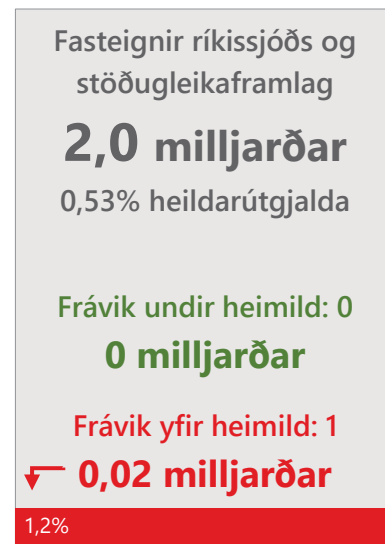 Fasteignir ríkissjóðs og
stöðugleikaframlag
2,0 milljarðar
0,53% heildarútgjalda
Frávik undir heimild: 0
0 milljarðar
Frávik yfir heimild: 1
0,02 milljarðar
1,2%